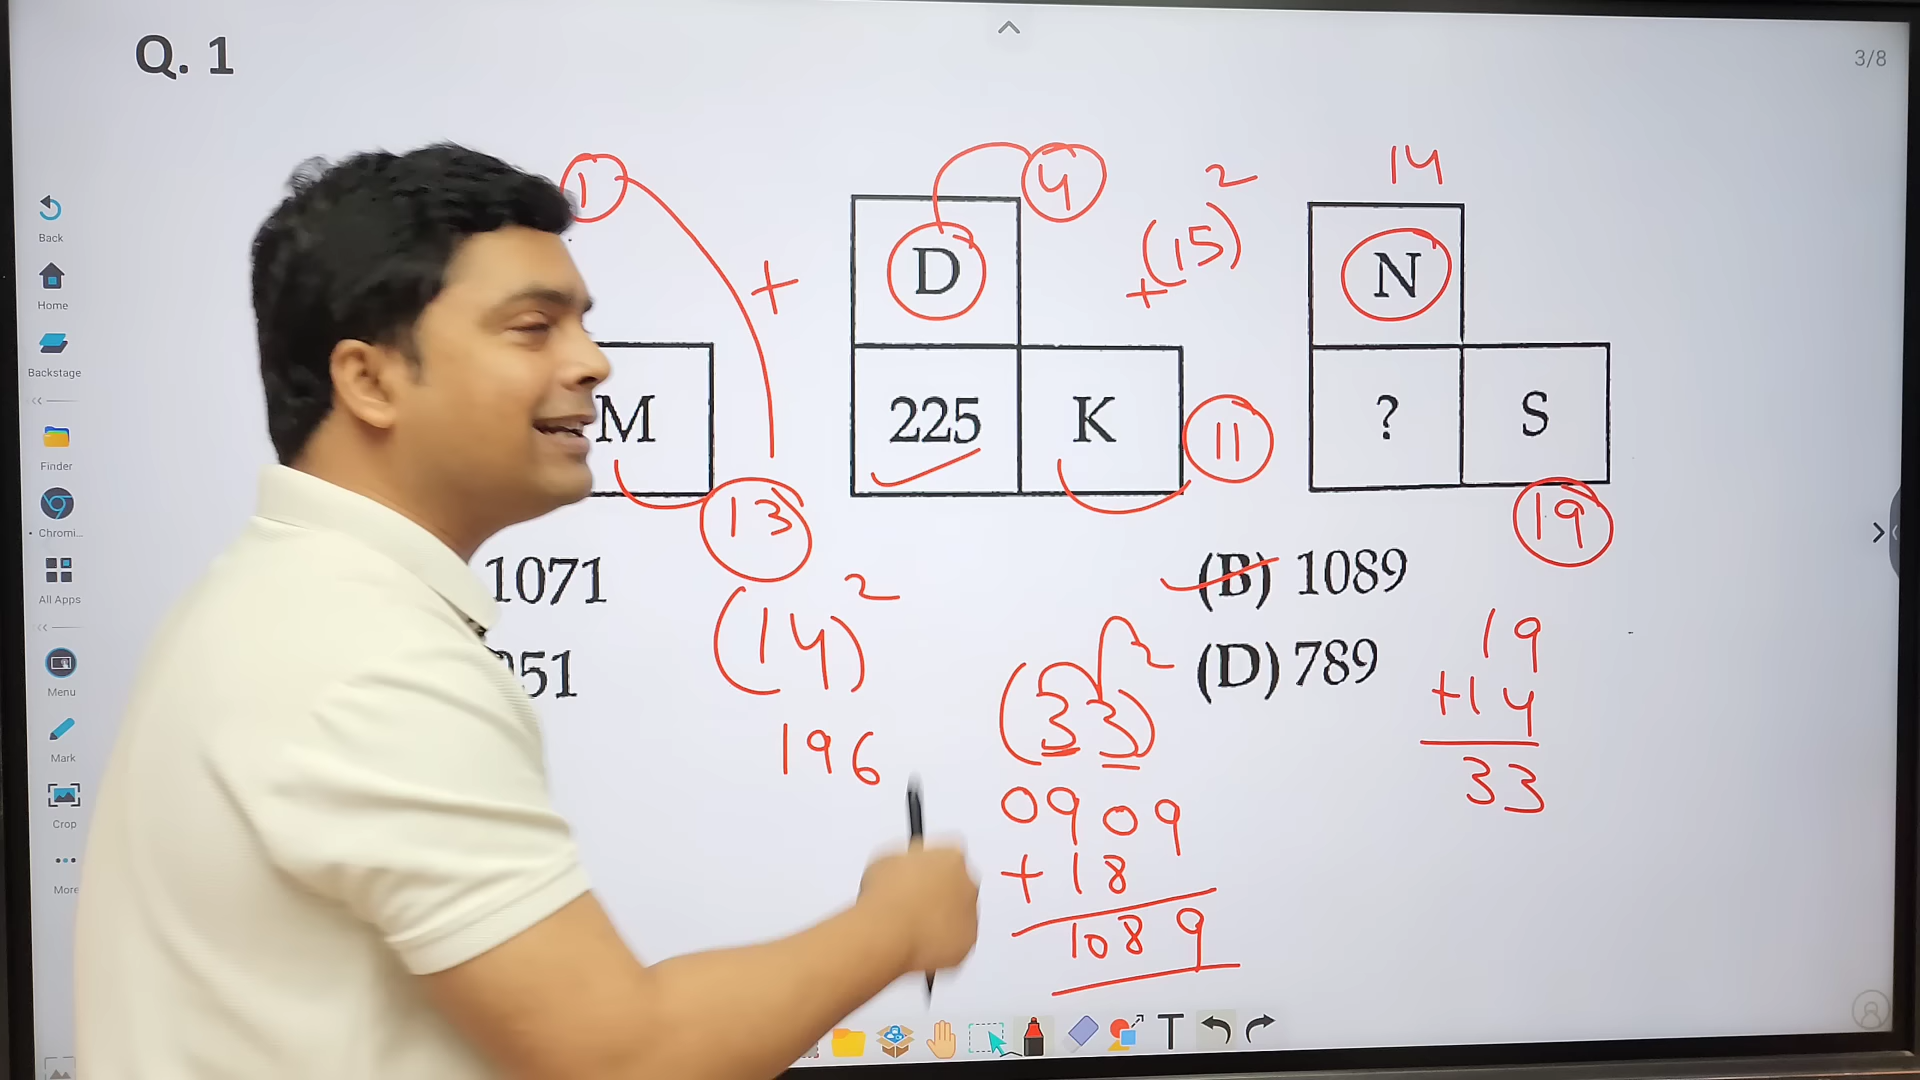 Q. 1
3/8
Back
Home
Backstage
Finder
Chromi...
All Apps
Menu
Mark
Crop
More
1
+
M
13
(14)²
196
D
4
225
K
11
+(15)²
14
N
?
S
19
1071
(B) 1089
51
(D) 789
(33)²
0909
+18
1089
19
+14
33
T